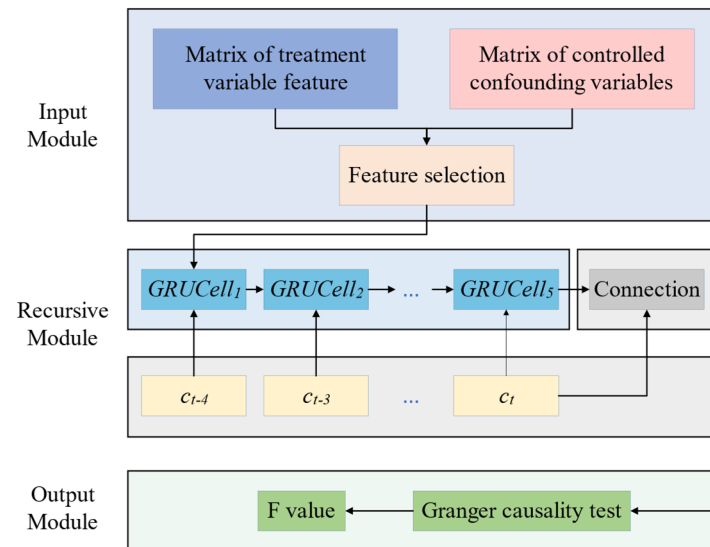 Matrix of treatment
variable feature
Matrix of controlled
confounding variables
Input
Module
Feature selection
GRUCell₁
GRUCell₂
...
GRUCell₅
Connection
Recursive
Module
cₜ₋₄
cₜ₋₃
...
cₜ
Output
Module
F value
Granger causality test